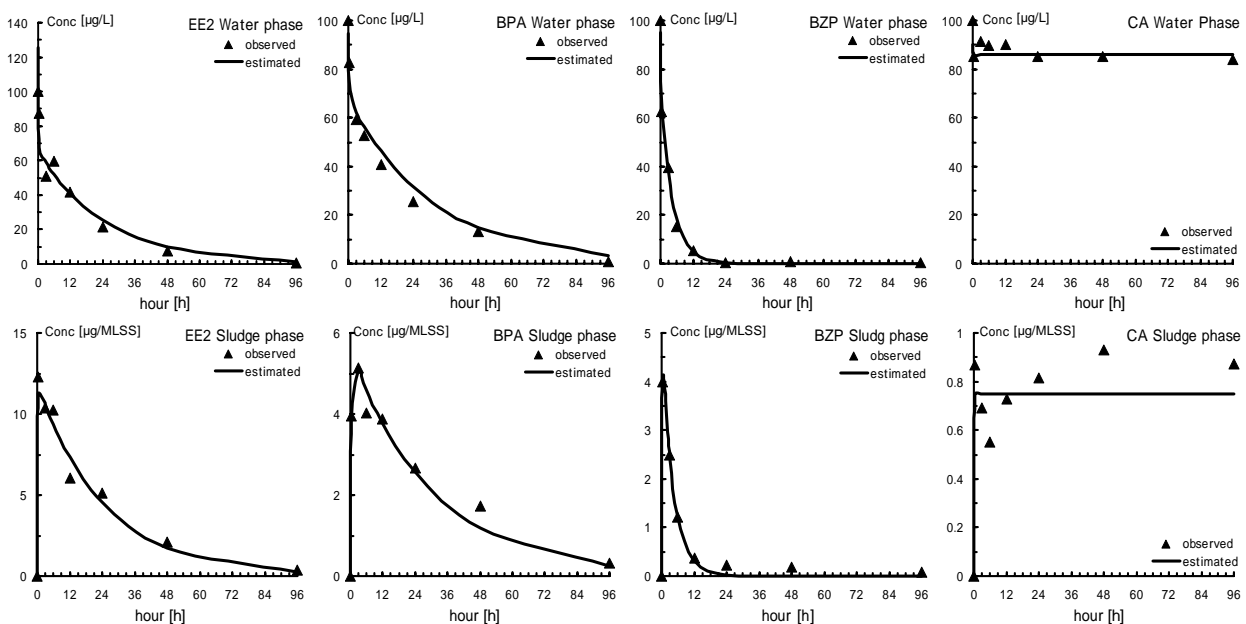 Conc [µg/L]
EE2 Water phase
observed
estimated
140
120
100
80
60
40
20
0
0 12 24 36 48 60 72 84 96
hour [h]
Conc [µg/L]
BPA Water phase
observed
estimated
100
80
60
40
20
0
0 12 24 36 48 60 72 84 96
hour [h]
Conc [µg/L]
BZP Water phase
observed
estimated
100
80
60
40
20
0
0 12 24 36 48 60 72 84 96
hour [h]
Conc [µg/L]
CA Water Phase
100
80
60
40
20
0
observed
estimated
0 12 24 36 48 60 72 84 96
hour [h]
Conc [µg/MLSS]
EE2 Sludge phase
observed
estimated
15
10
5
0
0 12 24 36 48 60 72 84 96
hour [h]
Conc [µg/MLSS]
BPA Sludge phase
observed
estimated
6
4
2
0
0 12 24 36 48 60 72 84 96
hour [h]
Conc [µg/MLSS]
BZP Sludg phase
observed
estimated
5
4
3
2
1
0
0 12 24 36 48 60 72 84 96
hour [h]
Conc [µg/MLSS]
CA Sludge phase
1
0.8
0.6
0.4
0.2
0
observed
estimated
0 12 24 36 48 60 72 84 96
hour [h]